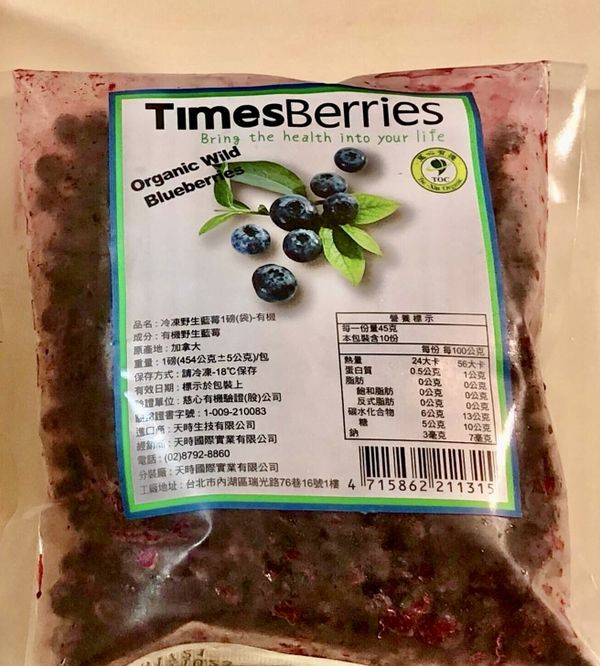 TimesBerries
Bring the health into your life
Organic Wild
Blueberries
TOC
品名：冷凍野生藍莓1磅(袋)-有機
成分：有機野生藍莓
原產地：加拿大
重量：1磅(454公克±5公克)/包
保存方式：請冷凍-18℃保存
有效日期：標示於包裝上
驗證單位：慈心有機驗證(股)公司
證書字號：1-009-210083
進口商：天時生技有限公司
經銷商：天時國際實業有限公司
電話：(02)8792-8860
分裝廠：天時國際實業有限公司
工廠地址：台北市內湖區瑞光路76巷16號1樓
營養標示
每一份量45克
本包裝含10份
每份 每100公克
熱量 24大卡 56大卡
蛋白質 0.5公克 1公克
脂肪 0公克 0公克
飽和脂肪 0公克 0公克
反式脂肪 0公克 0公克
碳水化合物 6公克 13公克
糖 5公克 10公克
鈉 3毫克 7毫克
4 715862 211315